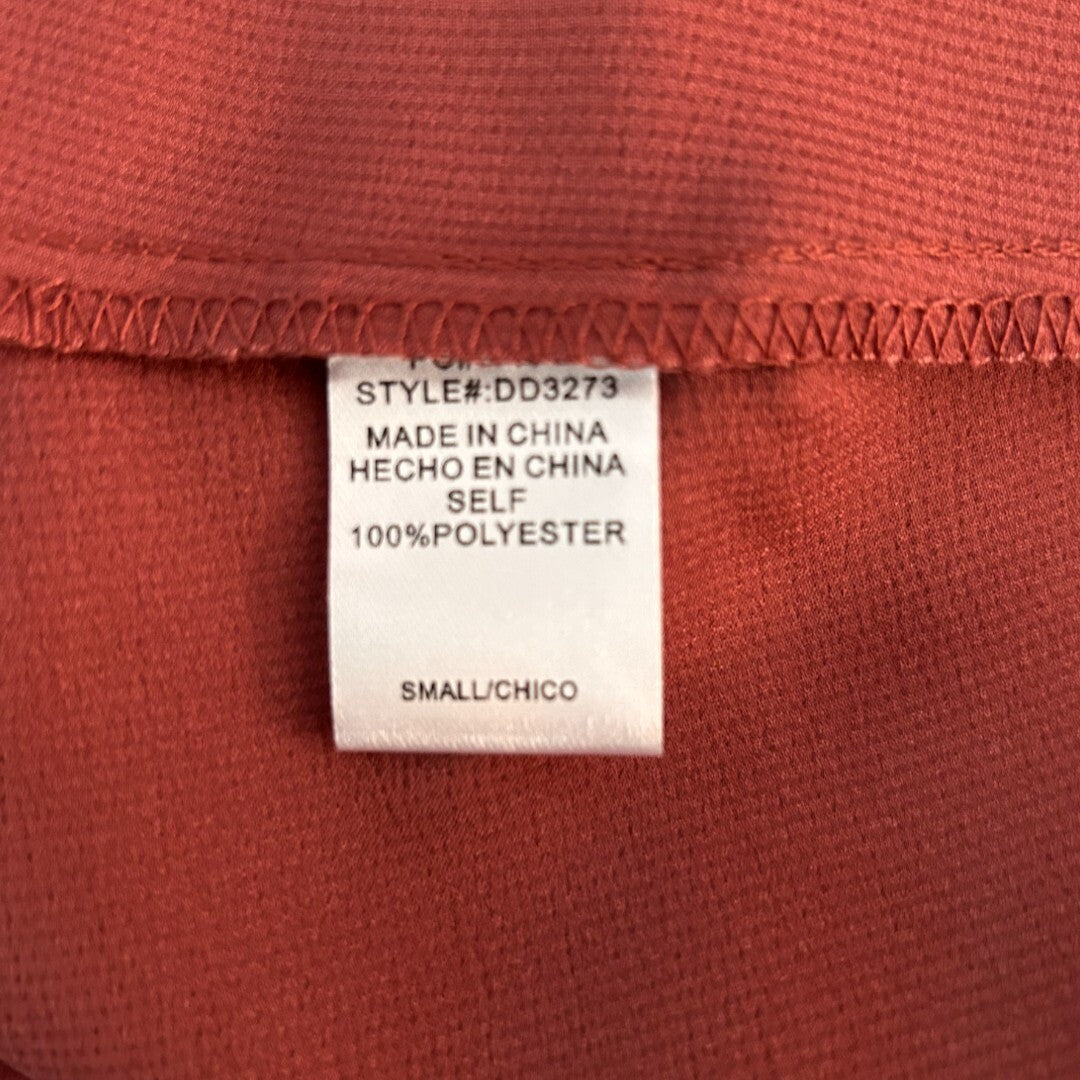 STYLE#:DD3273
MADE IN CHINA
HECHO EN CHINA
SELF
100%POLYESTER
SMALL/CHICO